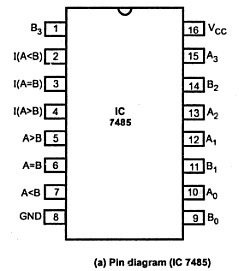 B3 1 16 VCC
I(A<B) 2 15 A3
I(A=B) 3 14 B2
I(A>B) 4 IC 13 A2
A>B 5 7485 12 A1
A=B 6 11 B1
A<B 7 10 A0
GND 8 9 B0
(a) Pin diagram (IC 7485)